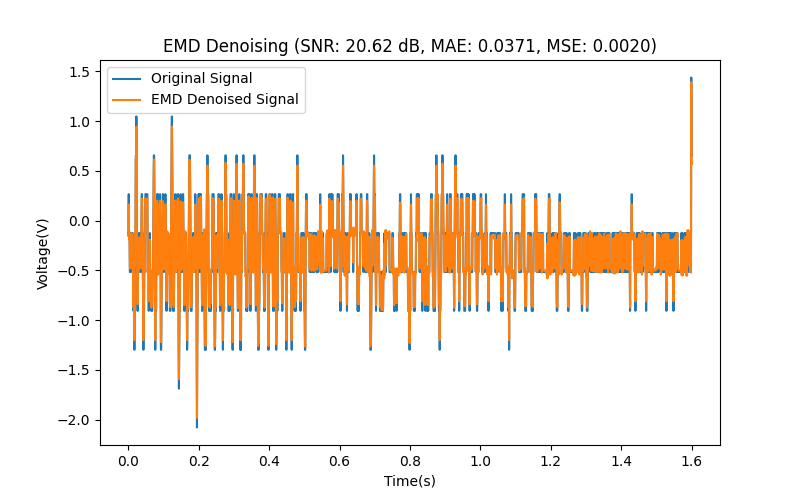 EMD Denoising (SNR: 20.62 dB, MAE: 0.0371, MSE: 0.0020)
Original Signal
EMD Denoised Signal
1.5
1.0
0.5
0.0
−0.5
−1.0
−1.5
−2.0
Voltage(V)
0.0 0.2 0.4 0.6 0.8 1.0 1.2 1.4 1.6
Time(s)